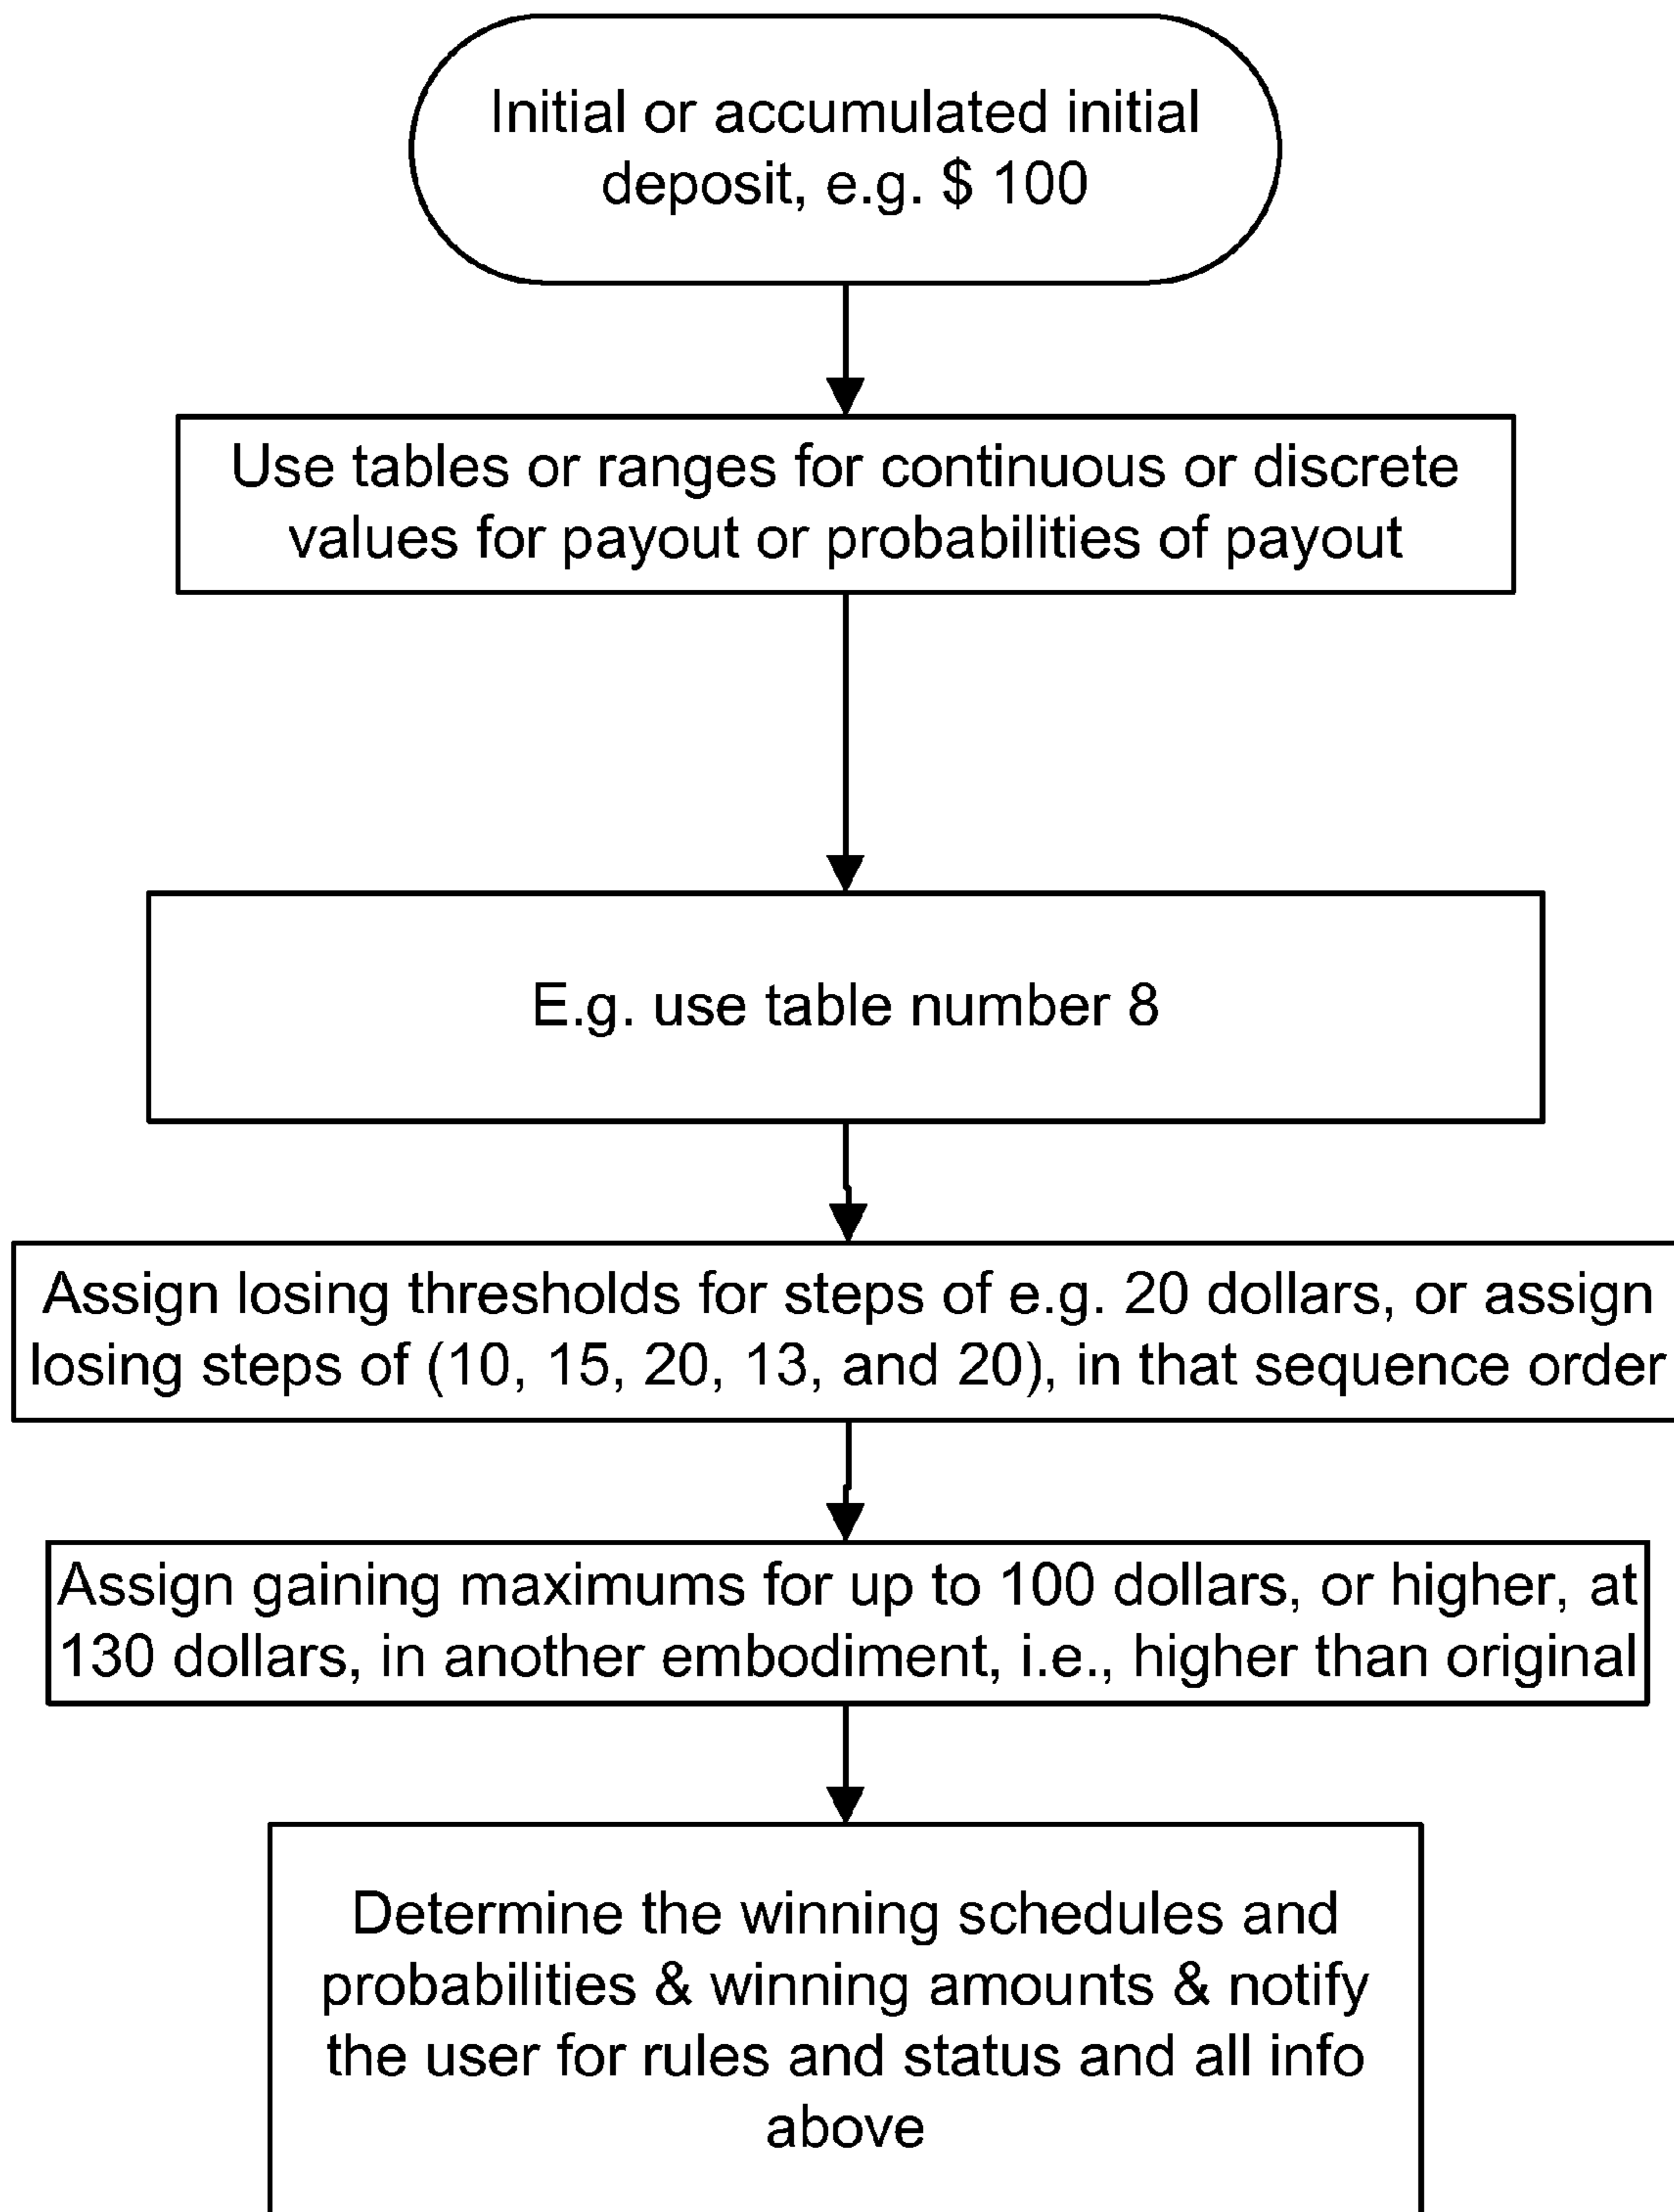 Initial or accumulated initial
deposit, e.g. $ 100
Use tables or ranges for continuous or discrete
values for payout or probabilities of payout
E.g. use table number 8
Assign losing thresholds for steps of e.g. 20 dollars, or assign
losing steps of (10, 15, 20, 13, and 20), in that sequence order
Assign gaining maximums for up to 100 dollars, or higher, at
130 dollars, in another embodiment, i.e., higher than original
Determine the winning schedules and
probabilities & winning amounts & notify
the user for rules and status and all info
above